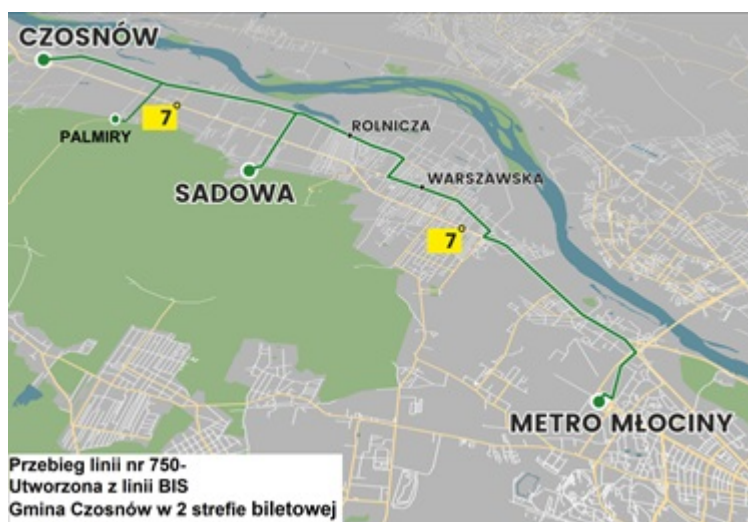 CZOSNÓW
7°
PALMIRY
ROLNICZA
SADOWA
WARSZAWSKA
7°
METRO MŁOCINY
Przebieg linii nr 750-
Utworzona z linii BIS
Gmina Czosnów w 2 strefie biletowej